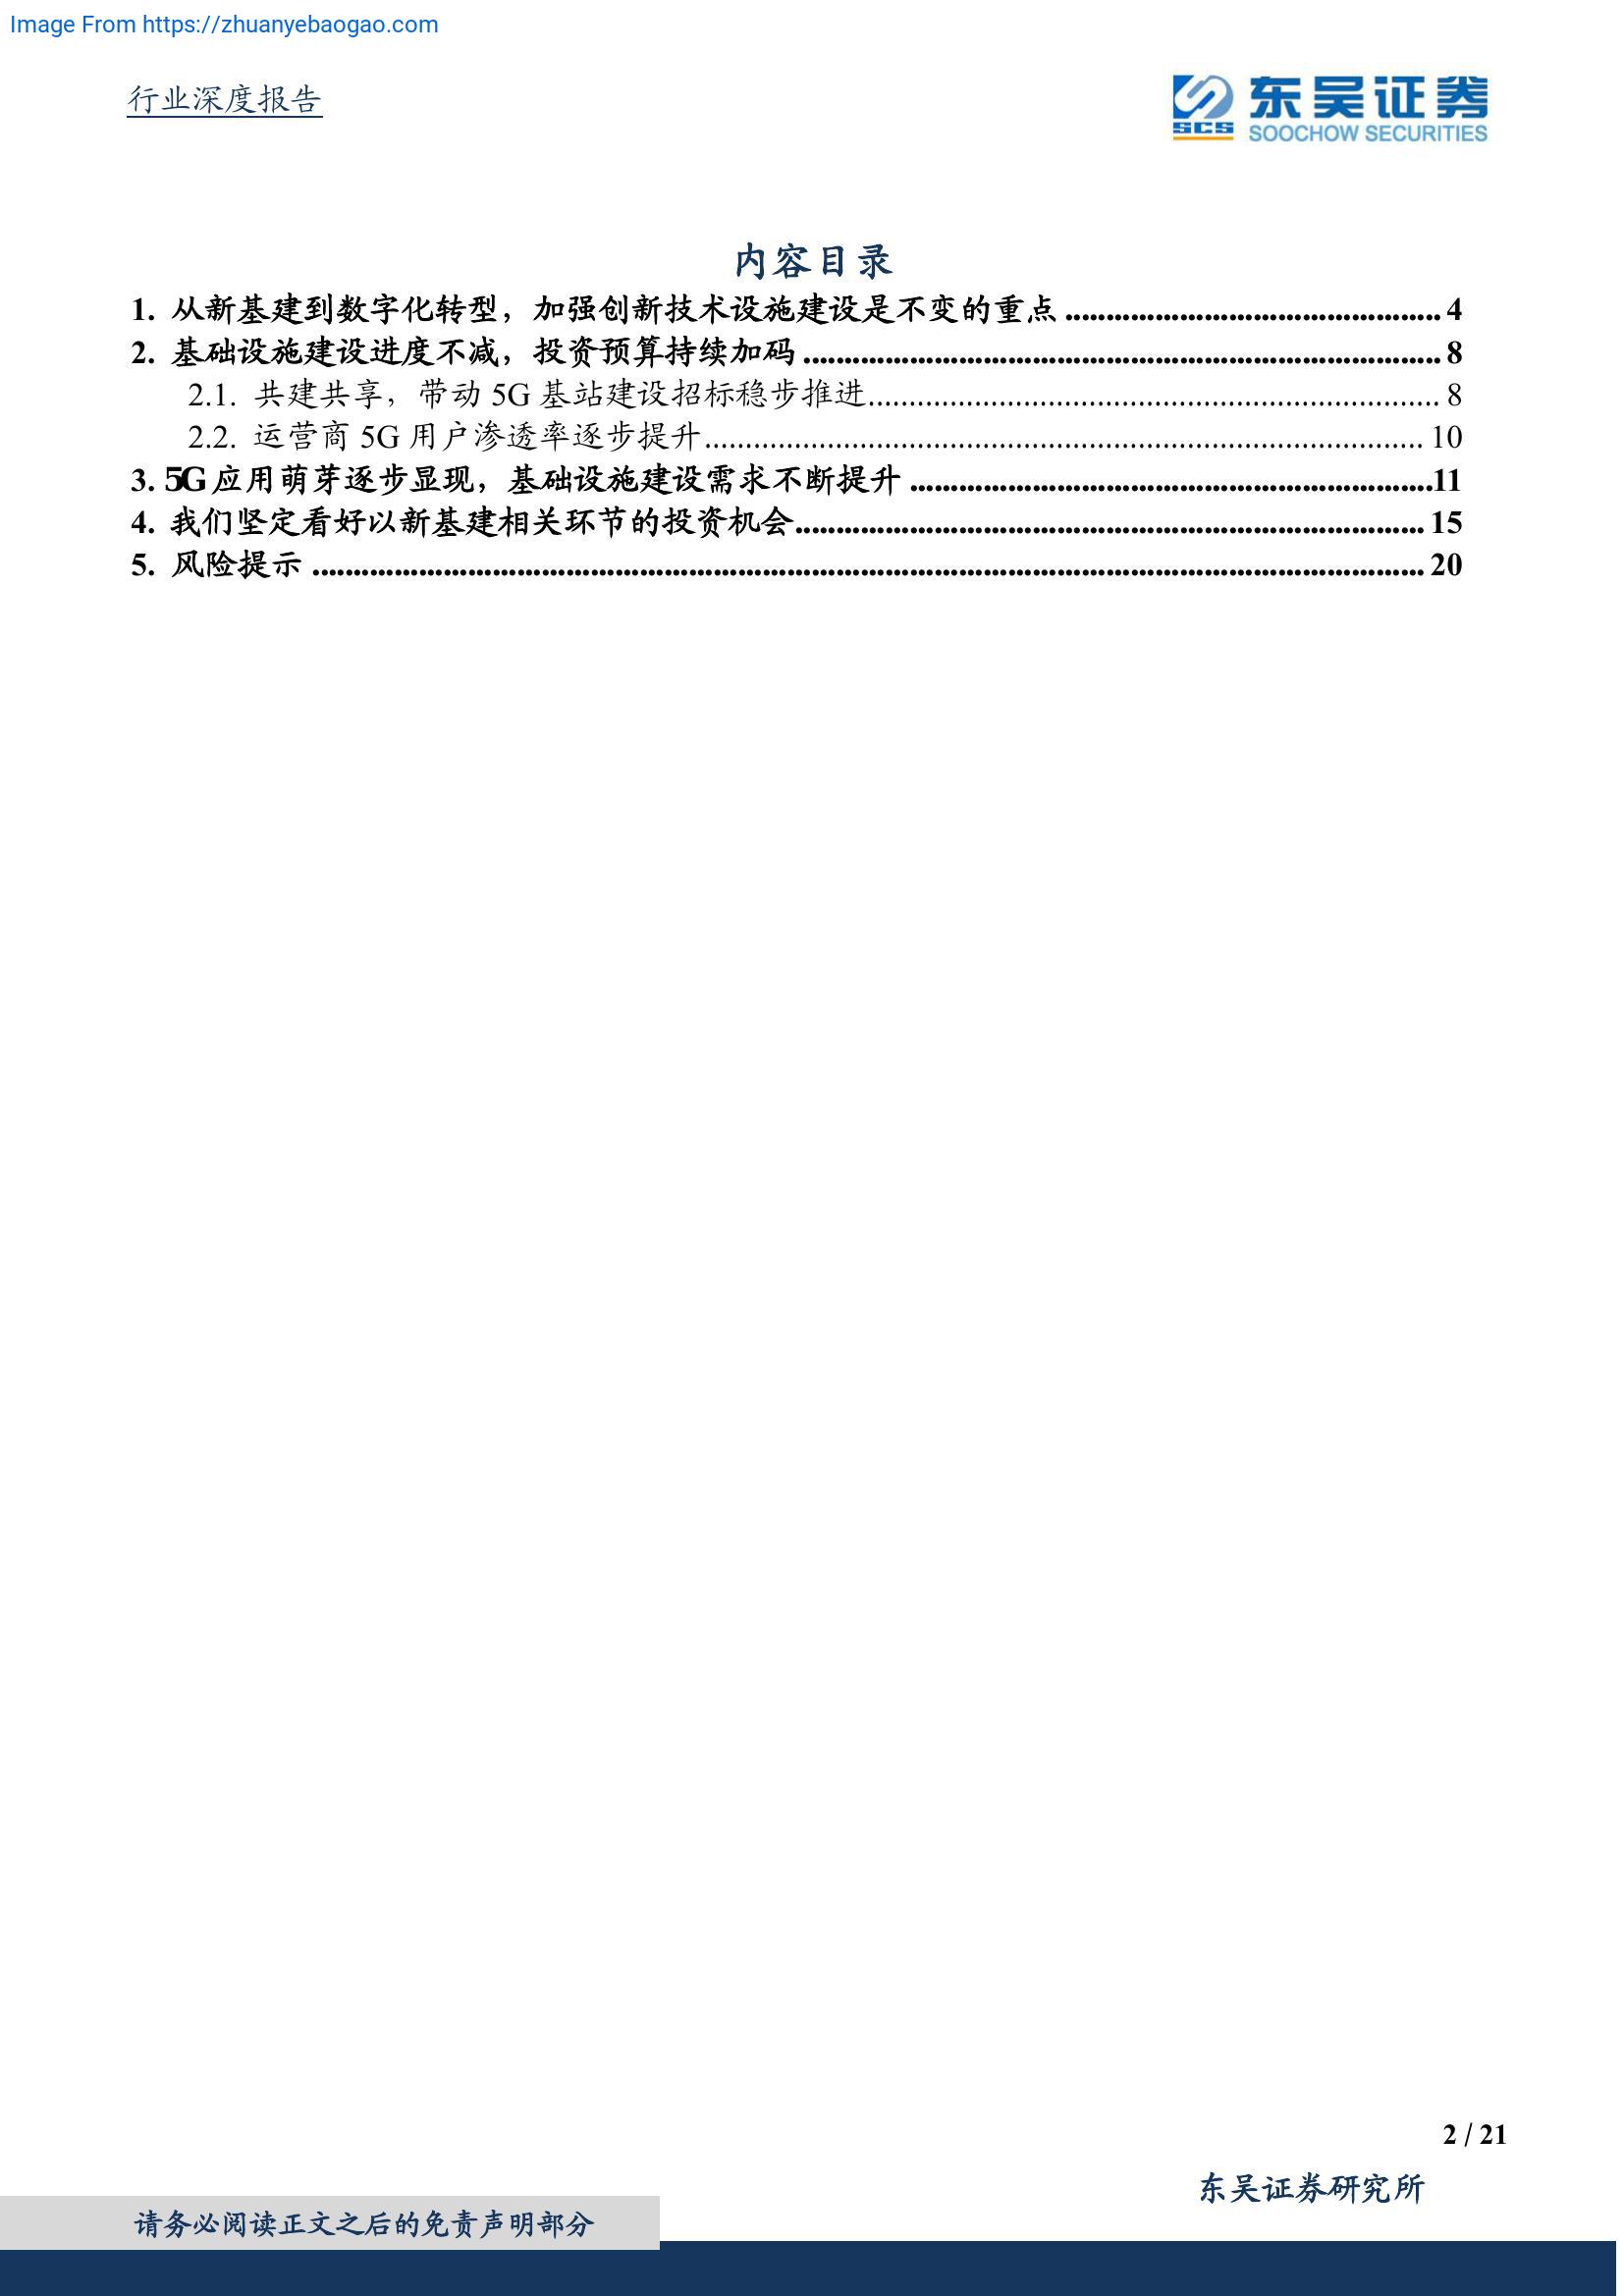 Image From https://zhuanyebaogao.com
行业深度报告
东吴证券
SCS
SOOCHOW SECURITIES
内容目录
1. 从新基建到数字化转型，加强创新技术设施建设是不变的重点 .............................................. 4
2. 基础设施建设进度不减，投资预算持续加码 .............................................................................. 8
2.1. 共建共享，带动 5G 基站建设招标稳步推进...................................................................... 8
2.2. 运营商 5G 用户渗透率逐步提升........................................................................................ 10
3. 5G 应用萌芽逐步显现，基础设施建设需求不断提升 ................................................................11
4. 我们坚定看好以新基建相关环节的投资机会............................................................................. 15
5. 风险提示 ........................................................................................................................................ 20
2 / 21
东吴证券研究所
请务必阅读正文之后的免责声明部分